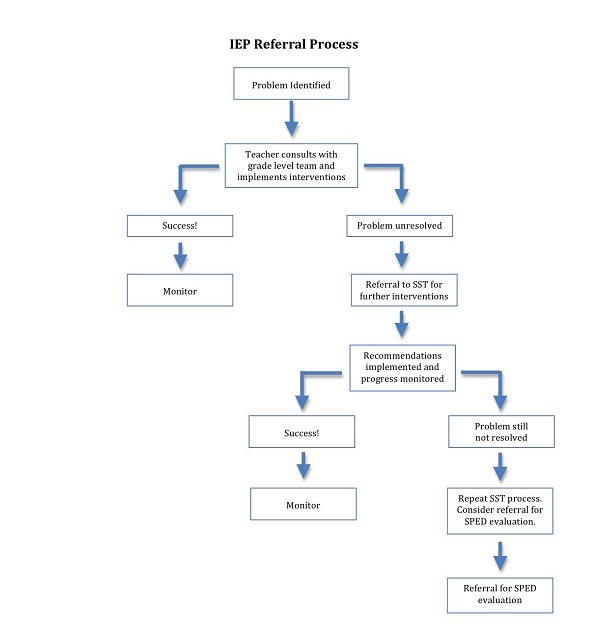 IEP Referral Process
Problem Identified
Teacher consults with
grade level team and
implements interventions
Success!
Problem unresolved
Monitor
Referral to SST for
further interventions
Recommendations
implemented and
progress monitored
Success!
Problem still
not resolved
Monitor
Repeat SST process.
Consider referral for
SPED evaluation.
Referral for SPED
evaluation